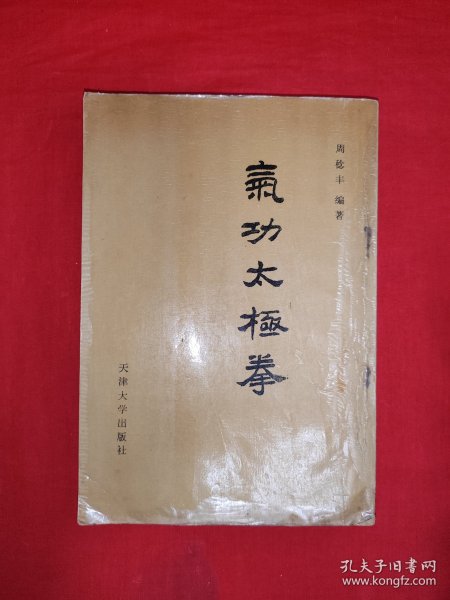 周稔丰 编著
氣功太極拳
天津大学出版社
孔夫子旧书网
www.kongfz.com